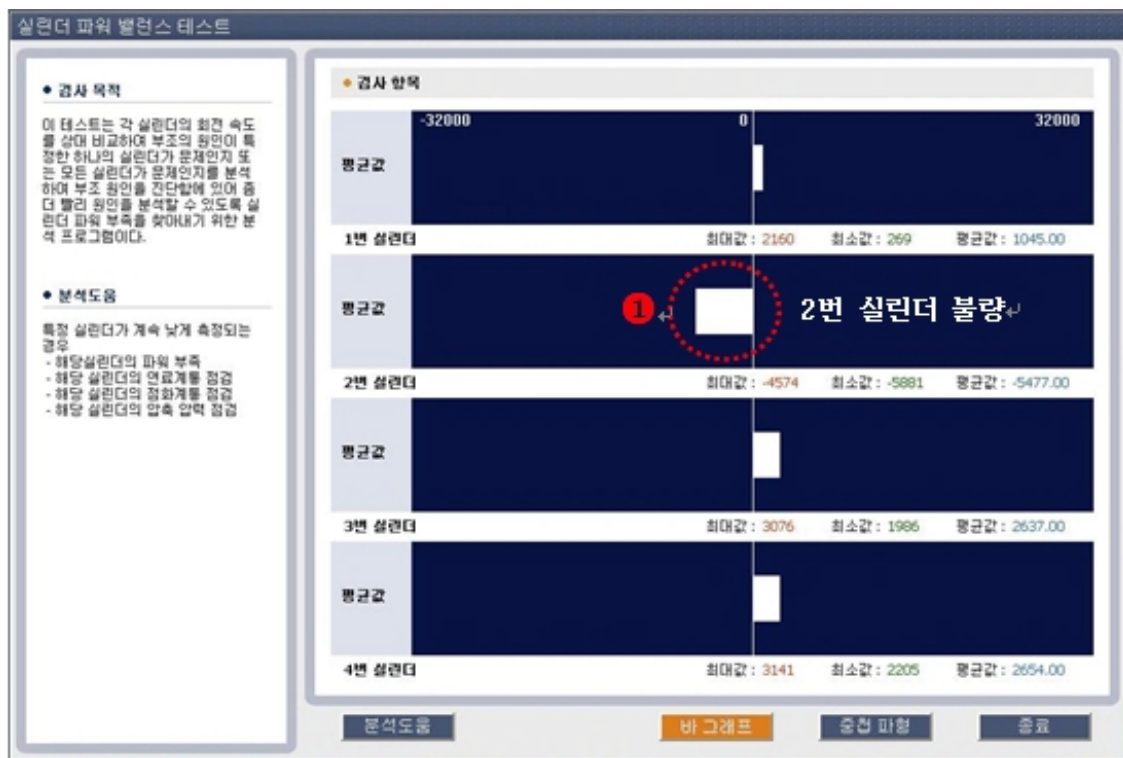 실린더 파워 밸런스 테스트
● 검사 목적
이 테스트는 각 실린더의 회전 속도
를 상대 비교하여 부조의 원인이 특
정한 하나의 실린더가 문제인지 또
는 모든 실린더가 문제인지를 분석
하여 부조 원인을 진단함에 있어 좀
더 빨리 원인을 분석할 수 있도록 실
린더 파워 부족을 찾아내기 위한 분
석 프로그램이다.
● 분석도움
특정 실린더가 계속 낮게 측정되는
경우
- 해당실린더의 파워 부족
- 해당 실린더의 연료계통 점검
- 해당 실린더의 점화계통 점검
- 해당 실린더의 압축 압력 점검
● 검사 항목
-32000 0 32000
평균값
1번 실린더 최대값 : 2160 최소값 : 269 평균값 : 1045.00
평균값 ❶↵ 2번 실린더 불량↵
2번 실린더 최대값 : -4574 최소값 : -5881 평균값 : -5477.00
평균값
3번 실린더 최대값 : 3076 최소값 : 1986 평균값 : 2637.00
평균값
4번 실린더 최대값 : 3141 최소값 : 2205 평균값 : 2654.00
분석도움 바 그래프 중첩 파형 종료